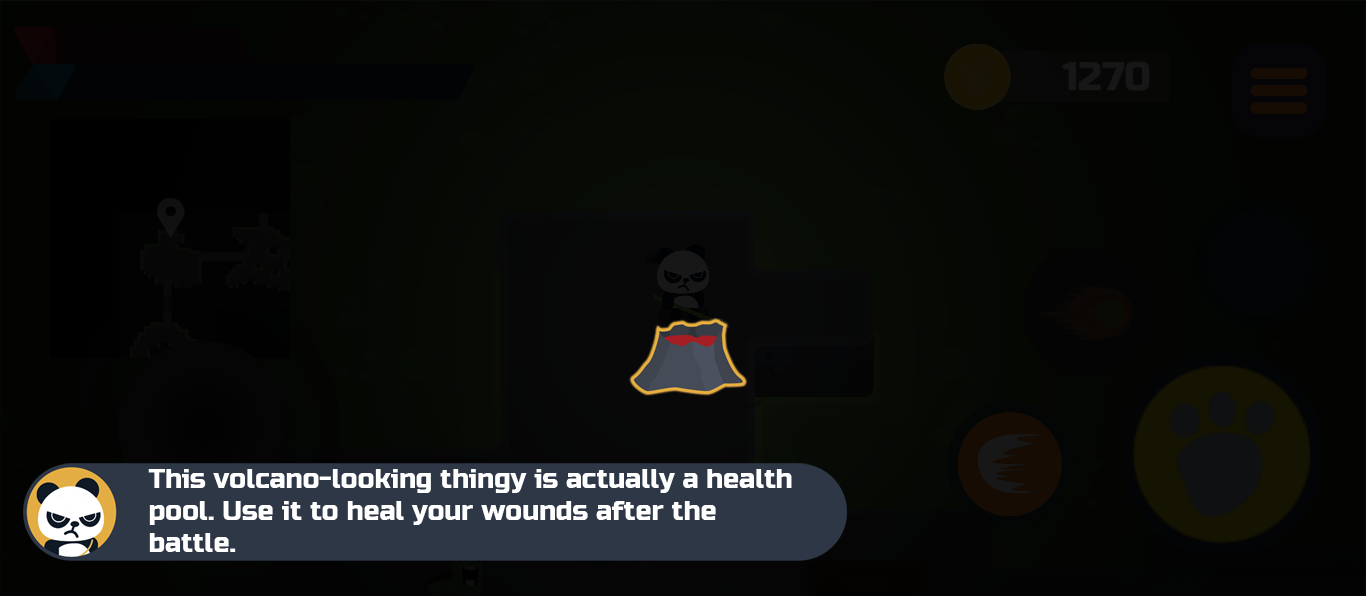 1270
This volcano-looking thingy is actually a health
pool. Use it to heal your wounds after the
battle.